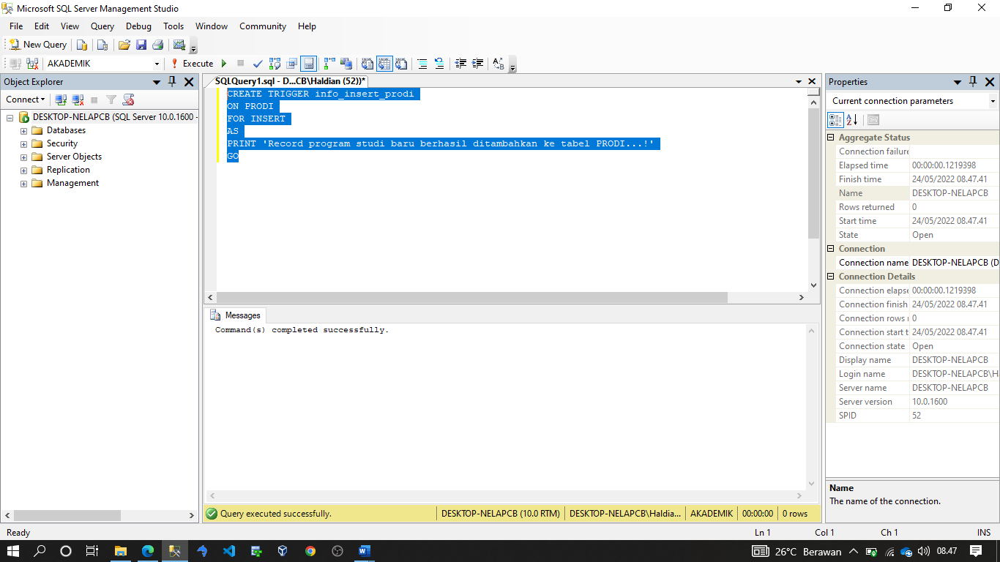 Microsoft SQL Server Management Studio
File Edit View Query Debug Tools Window Community Help
New Query
AKADEMIK Execute
Object Explorer
Connect
DESKTOP-NELAPCB (SQL Server 10.0.1600 -
Databases
Security
Server Objects
Replication
Management
SQLQuery1.sql - D...CB\Haldian (52))*
CREATE TRIGGER info_insert_prodi
ON PRODI
FOR INSERT
AS
PRINT 'Record program studi baru berhasil ditambahkan ke tabel PRODI...!'
GO
Messages
Command(s) completed successfully.
Query executed successfully. DESKTOP-NELAPCB (10.0 RTM) DESKTOP-NELAPCB\Haldia... AKADEMIK 00:00:00 0 rows
Properties
Current connection parameters
Aggregate Status
Connection failure
Elapsed time 00:00:00.1219398
Finish time 24/05/2022 08.47.41
Name DESKTOP-NELAPCB
Rows returned 0
Start time 24/05/2022 08.47.41
State Open
Connection
Connection name DESKTOP-NELAPCB (D
Connection Details
Connection elapse 00:00:00.1219398
Connection finish 24/05/2022 08.47.41
Connection rows r 0
Connection start t 24/05/2022 08.47.41
Connection state Open
Display name DESKTOP-NELAPCB
Login name DESKTOP-NELAPCB\H
Server name DESKTOP-NELAPCB
Server version 10.0.1600
SPID 52
Name
The name of the connection.
Ready Ln 1 Col 1 Ch 1 INS
26°C Berawan 08.47